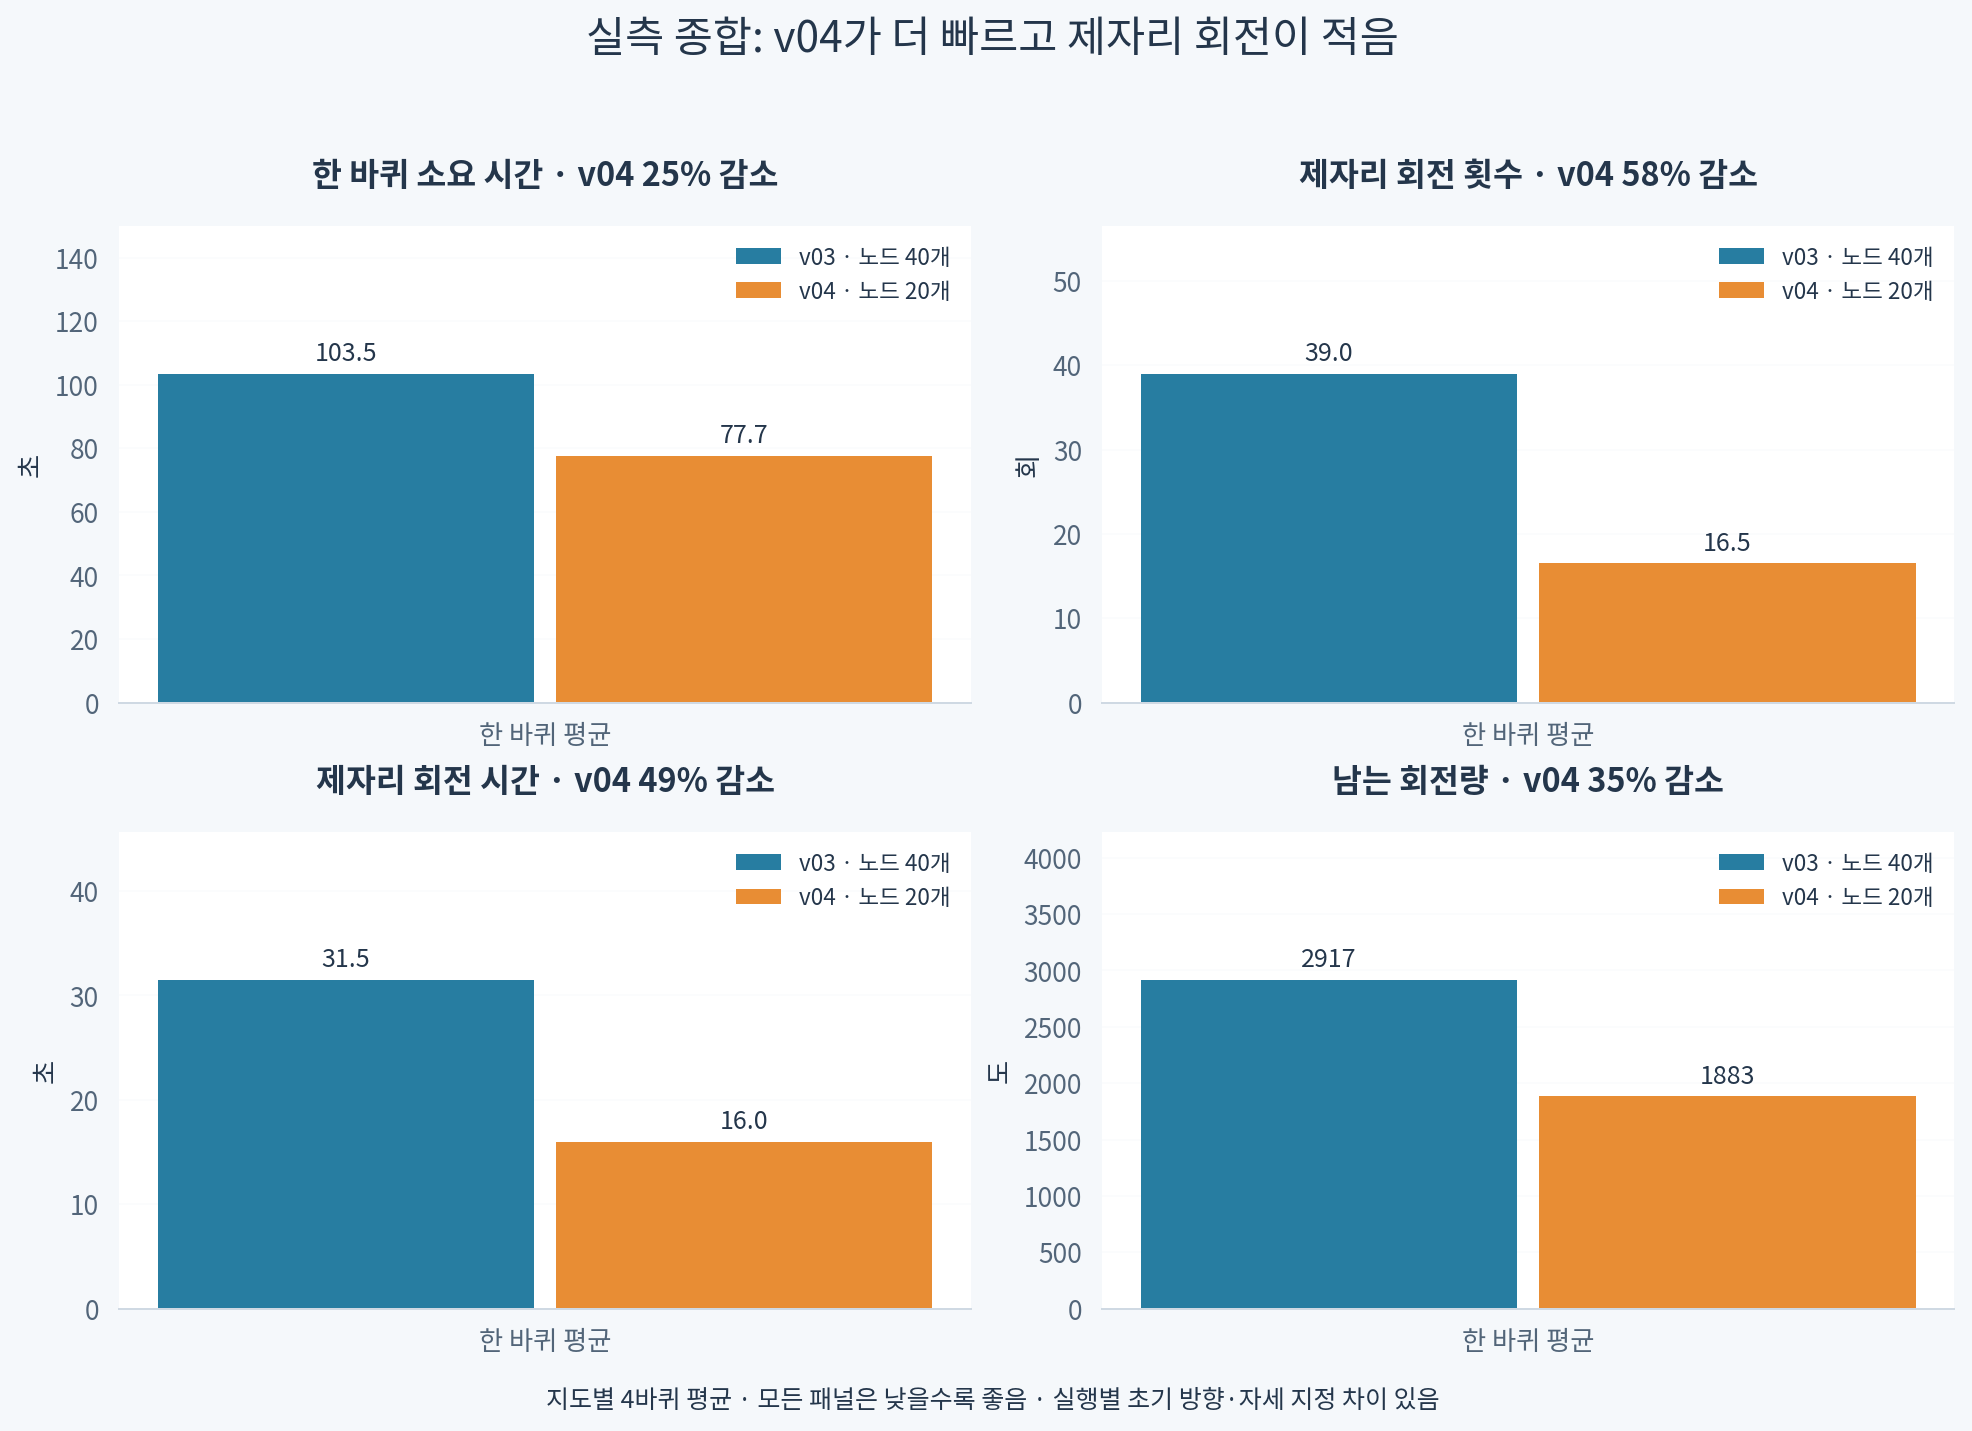 실측 종합: v04가 더 빠르고 제자리 회전이 적음
한 바퀴 소요 시간 · v04 25% 감소
초
140
120
100
80
60
40
20
0
v03 · 노드 40개
v04 · 노드 20개
103.5
77.7
한 바퀴 평균
제자리 회전 횟수 · v04 58% 감소
회
50
40
30
20
10
0
v03 · 노드 40개
v04 · 노드 20개
39.0
16.5
한 바퀴 평균
제자리 회전 시간 · v04 49% 감소
초
40
30
20
10
0
v03 · 노드 40개
v04 · 노드 20개
31.5
16.0
한 바퀴 평균
남는 회전량 · v04 35% 감소
도
4000
3500
3000
2500
2000
1500
1000
500
0
v03 · 노드 40개
v04 · 노드 20개
2917
1883
한 바퀴 평균
지도별 4바퀴 평균 · 모든 패널은 낮을수록 좋음 · 실행별 초기 방향·자세 지정 차이 있음